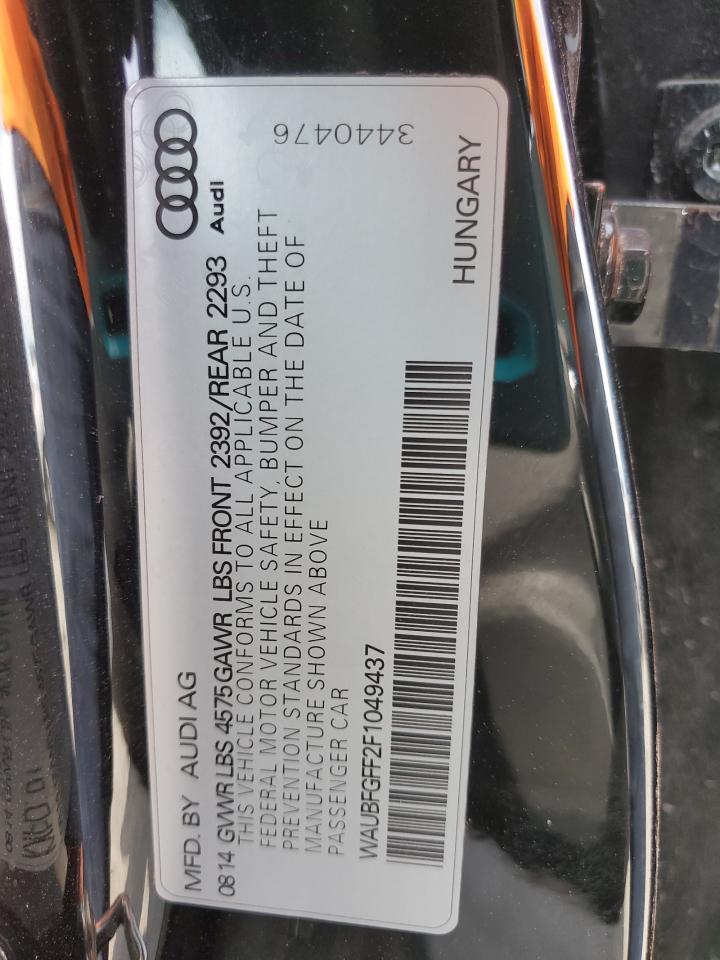 MFD. BY AUDI AG
0814 GVWR LBS 4575 GAWR LBS FRONT 2392/REAR 2293
Audi
THIS VEHICLE CONFORMS TO ALL APPLICABLE U.S.
FEDERAL MOTOR VEHICLE SAFETY, BUMPER AND THEFT
PREVENTION STANDARDS IN EFFECT ON THE DATE OF
MANUFACTURE SHOWN ABOVE
PASSENGER CAR
3440476
WAUBFGFF2F1049437
HUNGARY